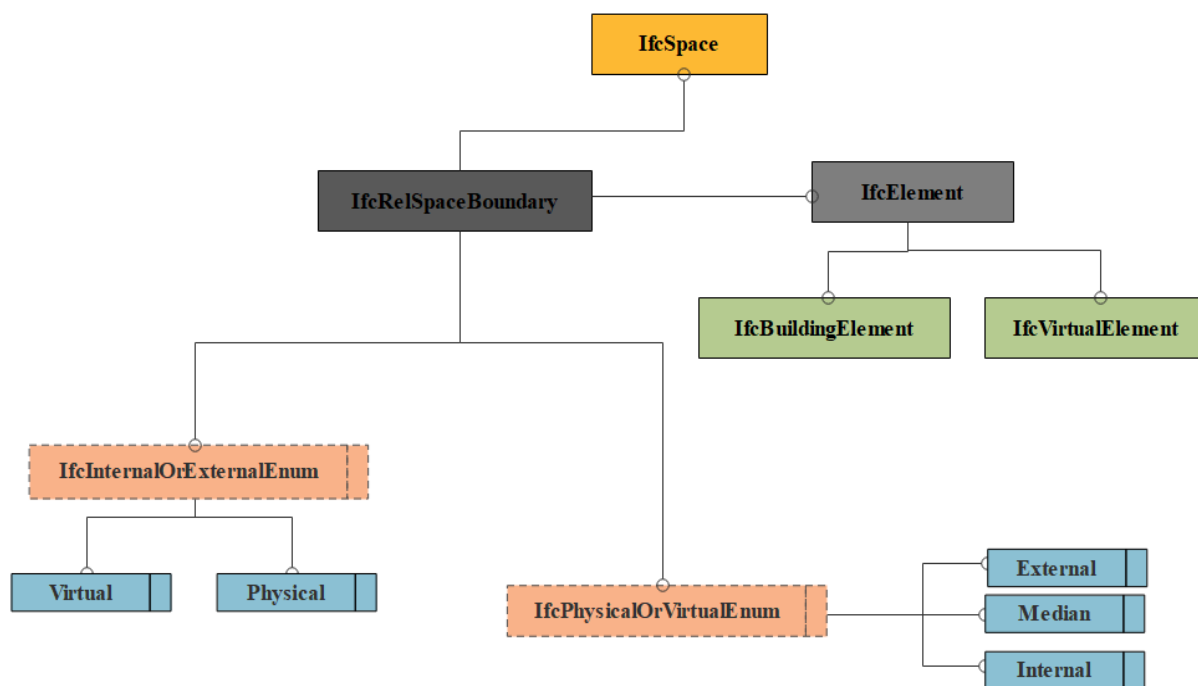 IfcSpace
IfcRelSpaceBoundary
IfcElement
IfcBuildingElement
IfcVirtualElement
IfcInternalOrExternalEnum
Virtual
Physical
IfcPhysicalOrVirtualEnum
External
Median
Internal